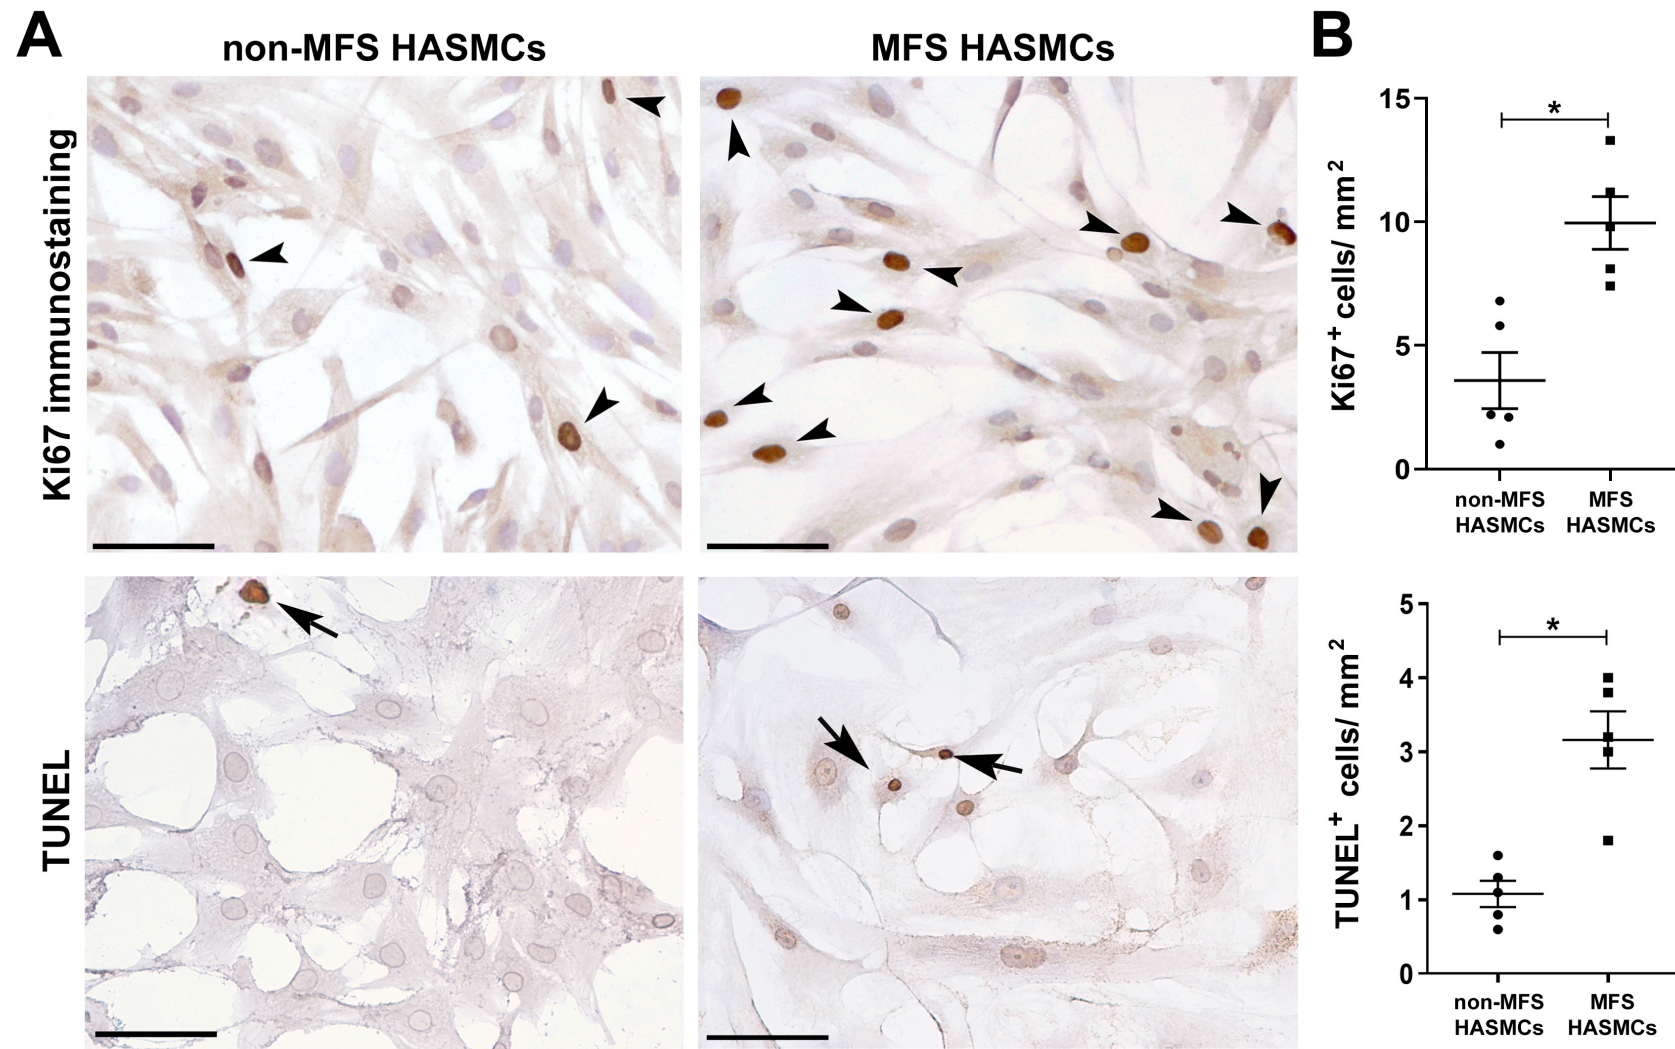 A
non-MFS HASMCs
MFS HASMCs
B
Ki67 immunostaining
TUNEL
Ki67⁺ cells/ mm²
15
10
5
0
*
non-MFS
HASMCs
MFS
HASMCs
TUNEL⁺ cells/ mm²
5
4
3
2
1
0
*
non-MFS
HASMCs
MFS
HASMCs